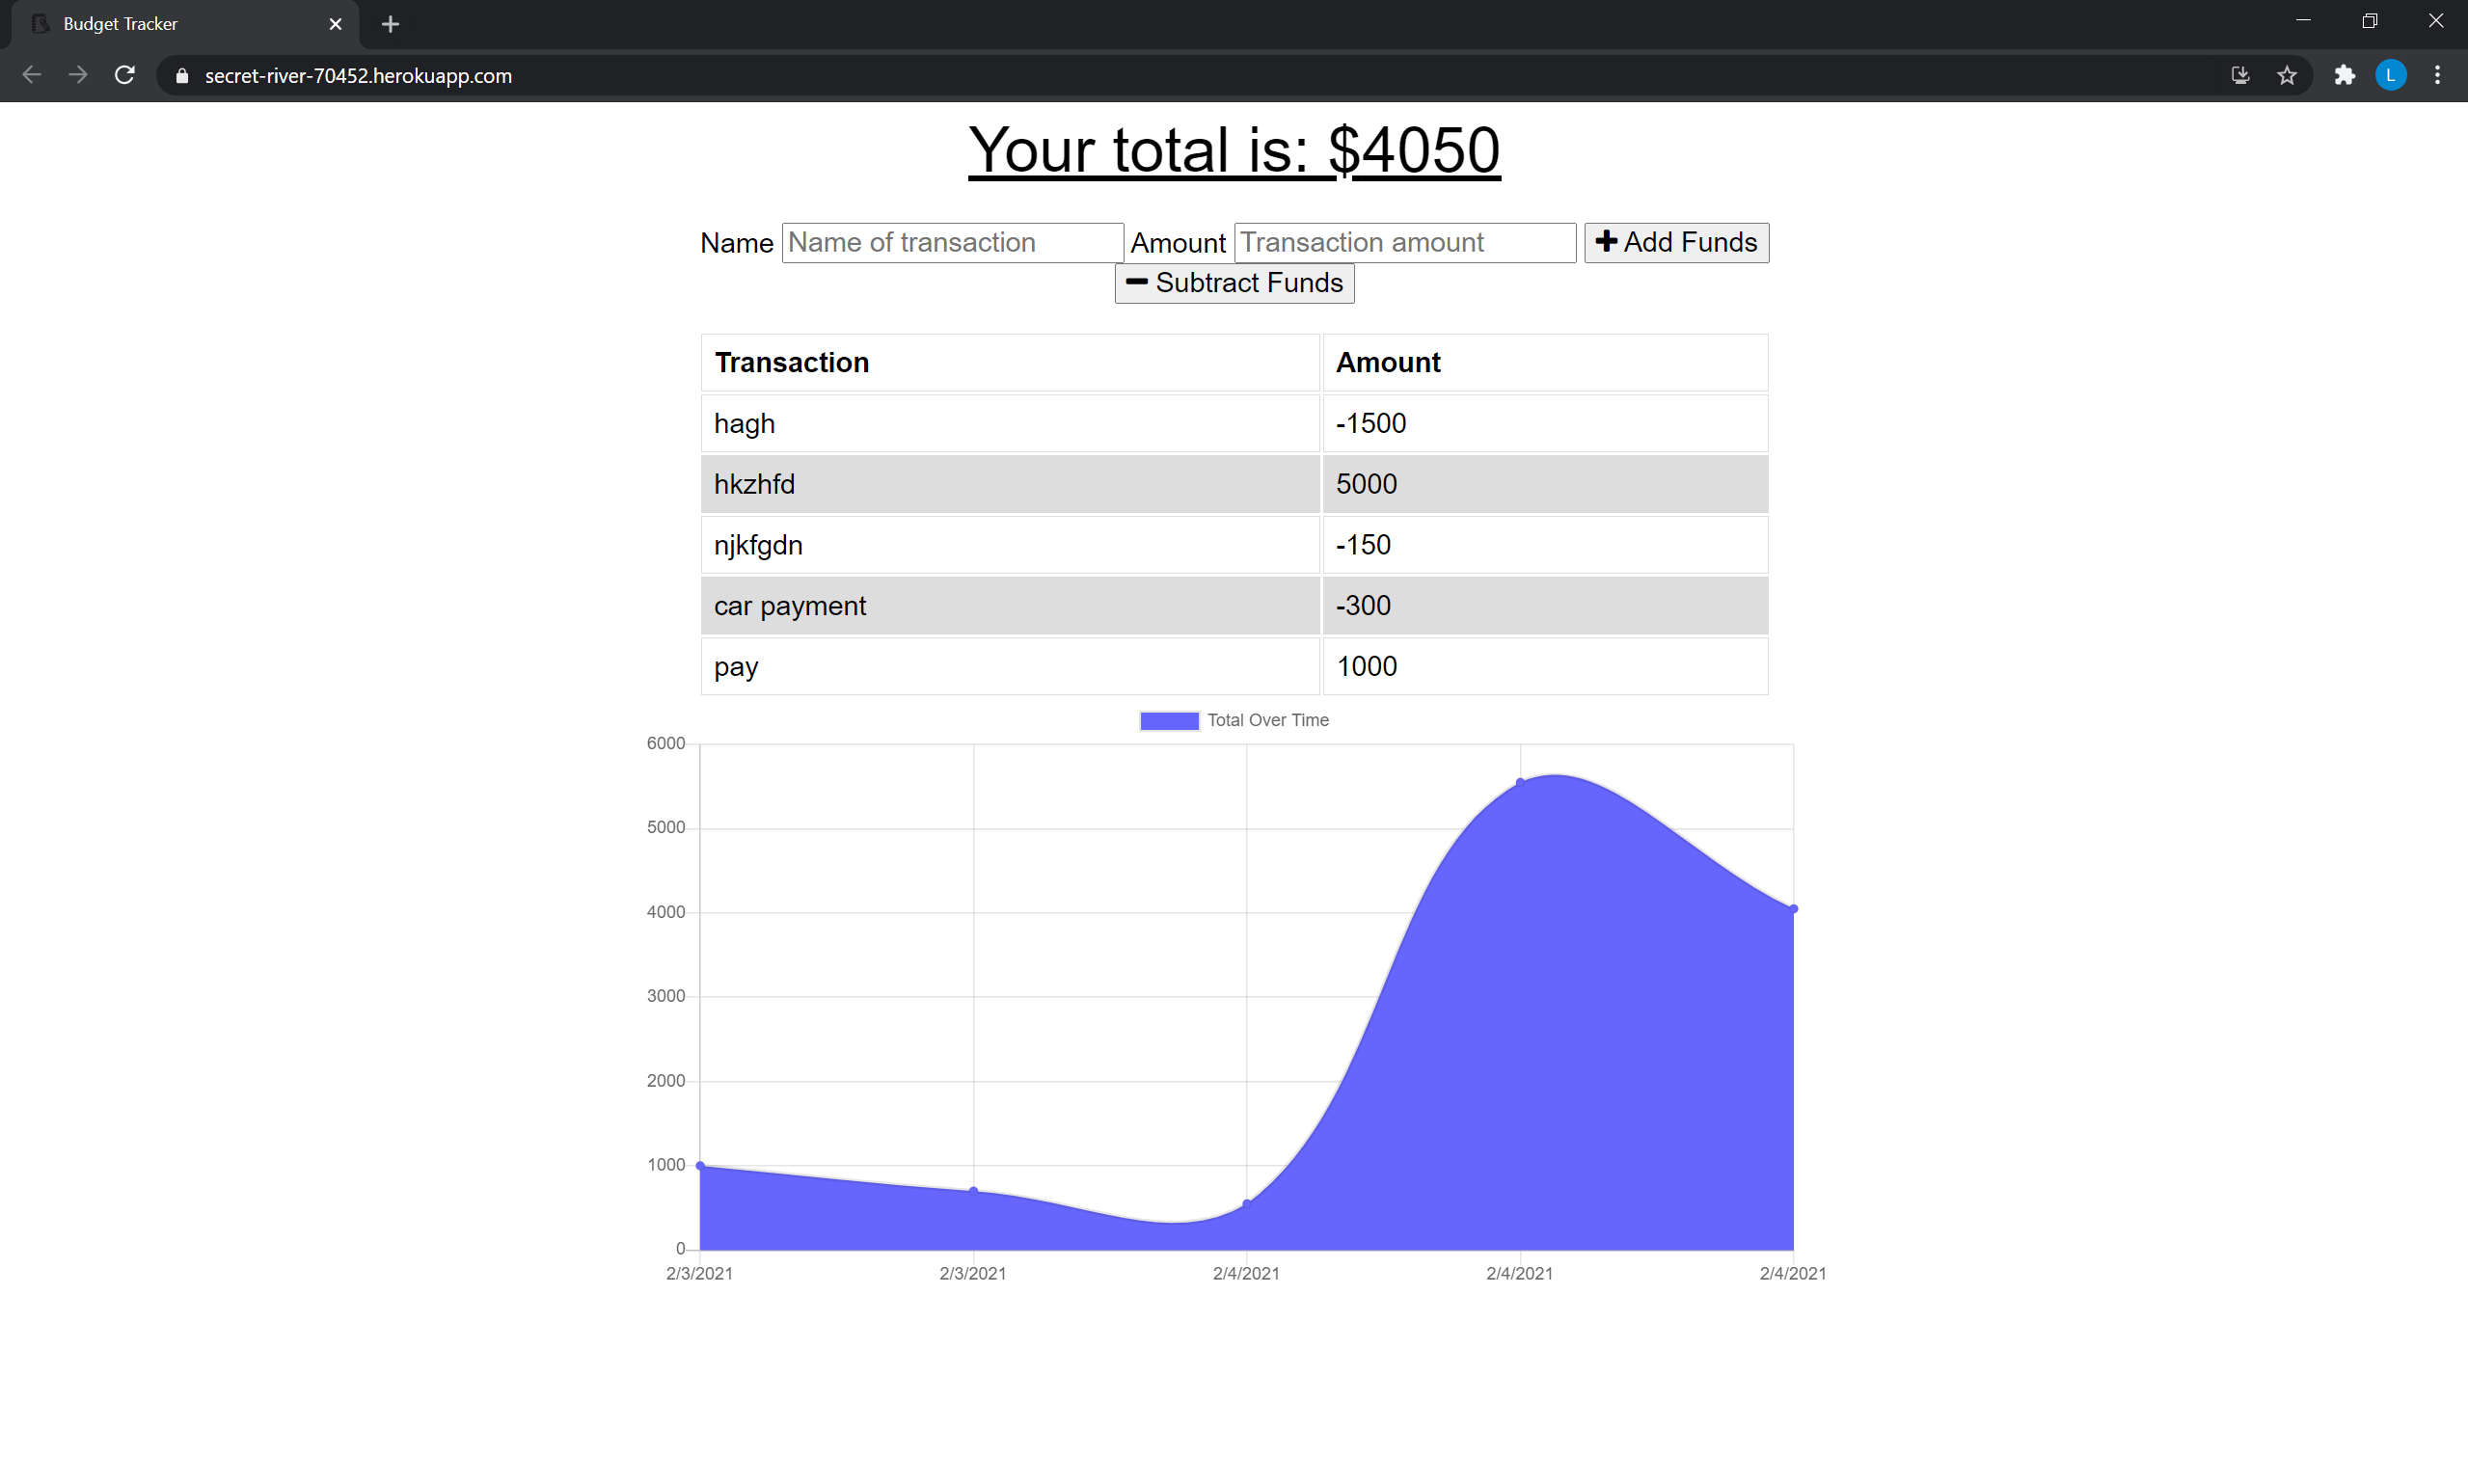 Budget Tracker
secret-river-70452.herokuapp.com
L
Your total is: $4050
Name Name of transaction Amount Transaction amount Add Funds
Subtract Funds
Transaction Amount
hagh -1500
hkzhfd 5000
njkfgdn -150
car payment -300
pay 1000
Total Over Time
6000
5000
4000
3000
2000
1000
0
2/3/2021 2/3/2021 2/4/2021 2/4/2021 2/4/2021